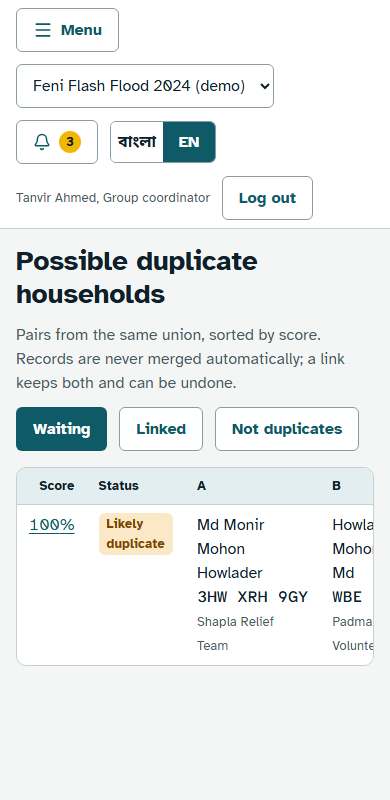 Menu
Feni Flash Flood 2024 (demo)
3
বাংলা EN
Tanvir Ahmed, Group coordinator Log out
Possible duplicate
households
Pairs from the same union, sorted by score.
Records are never merged automatically; a link
keeps both and can be undone.
Waiting Linked Not duplicates
Score Status A B
100% Likely duplicate Md Monir Mohon Howlader 3HW XRH 9GY Shapla Relief Team
Md
WBE